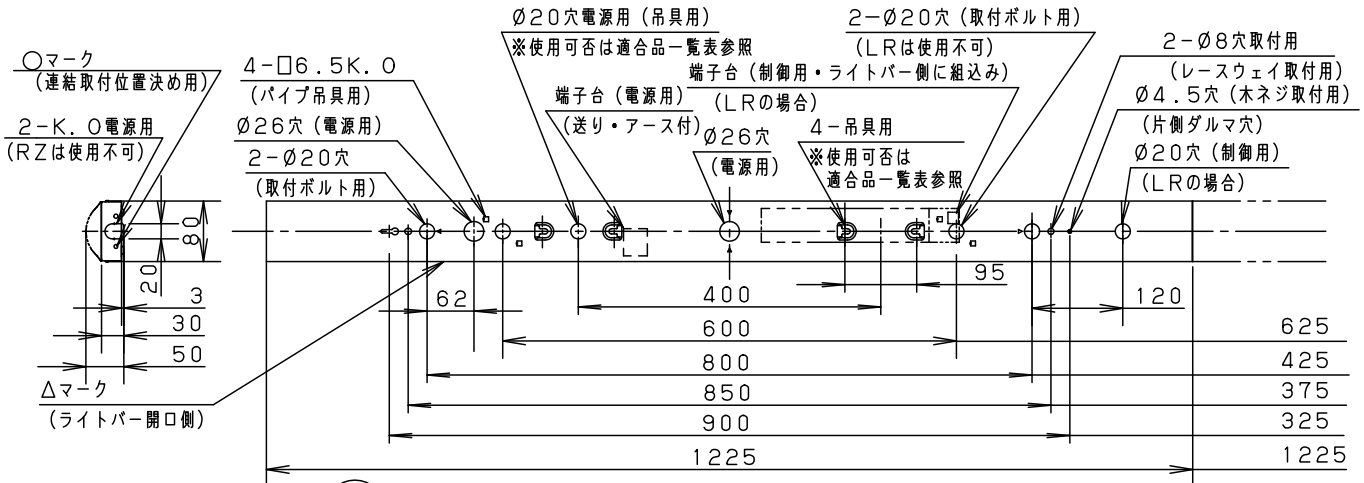 ○マーク
(連結取付位置決め用)
2-K.O電源用
(RZは使用不可)
4-□6.5K.O
(パイプ吊具用)
Ø26穴(電源用)
2-Ø20穴
(取付ボルト用)
Ø20穴電源用(吊具用)
※使用可否は適合品一覧表参照
端子台(電源用)
(送り・アース付)
2-Ø20穴(取付ボルト用)
(LRは使用不可)
端子台(制御用・ライトバー側に組込み)
(LRの場合)
Ø26穴
(電源用)
4-吊具用
※使用可否は
適合品一覧表参照
2-Ø8穴取付用
(レースウェイ取付用)
Ø4.5穴(木ネジ取付用)
(片側ダルマ穴)
Ø20穴(制御用)
(LRの場合)
80
20
3
30
50
△マーク
(ライトバー開口側)
62
400
95
120
600
625
800
425
850
375
900
325
1225
1225